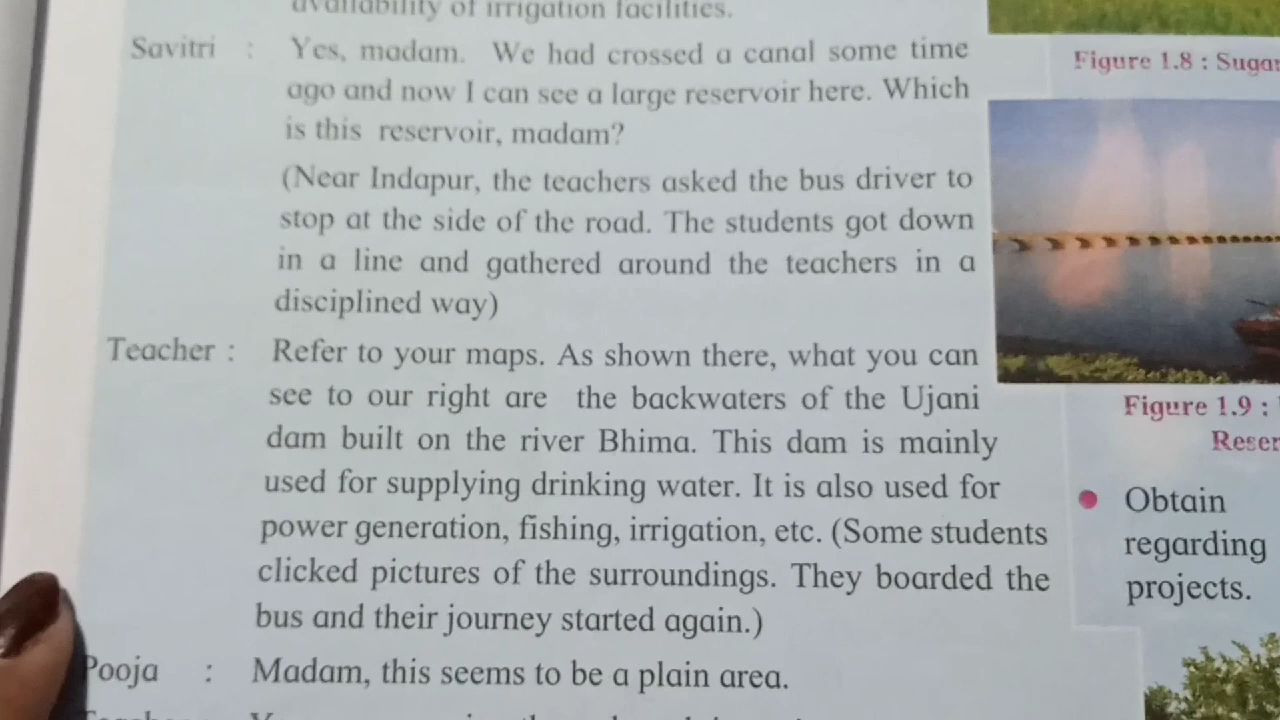 availability of irrigation facilities.
Savitri : Yes, madam. We had crossed a canal some time
ago and now I can see a large reservoir here. Which
is this reservoir, madam?
(Near Indapur, the teachers asked the bus driver to
stop at the side of the road. The students got down
in a line and gathered around the teachers in a
disciplined way)
Teacher : Refer to your maps. As shown there, what you can
see to our right are the backwaters of the Ujani
dam built on the river Bhima. This dam is mainly
used for supplying drinking water. It is also used for
power generation, fishing, irrigation, etc. (Some students
clicked pictures of the surroundings. They boarded the
bus and their journey started again.)
Pooja : Madam, this seems to be a plain area.
Figure 1.8 :
Figure 1.9 :
Obtain
regarding
projects.